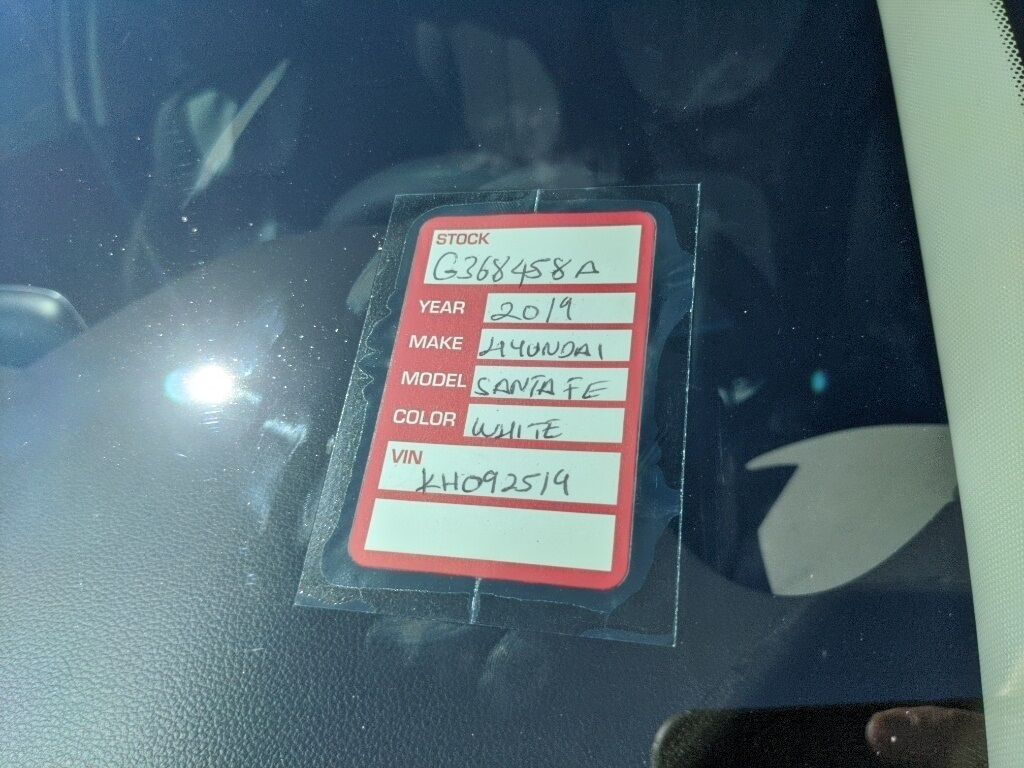 STOCK
G368458A
YEAR 2019
MAKE HYUNDAI
MODEL SANTA FE
COLOR WHITE
VIN
KH092519